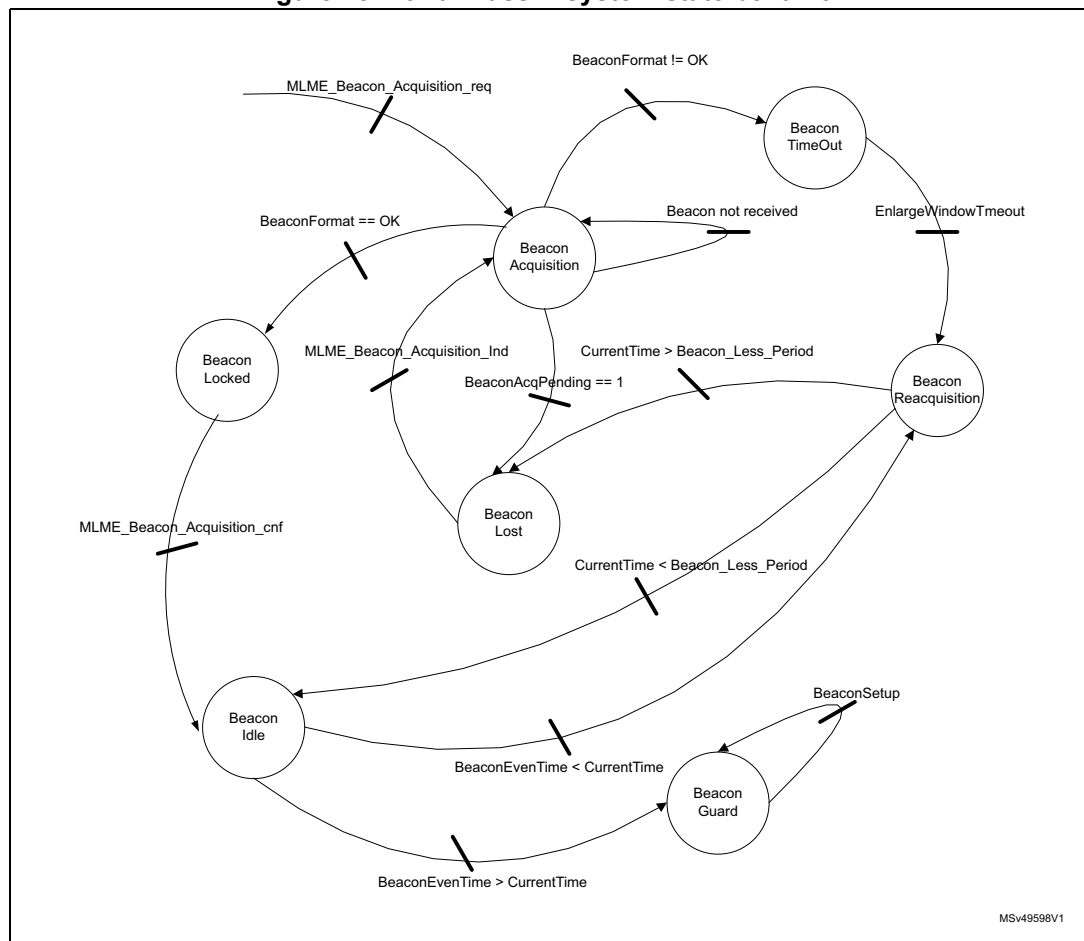 MLME_Beacon_Acquisition_req
BeaconFormat != OK
Beacon
TimeOut
BeaconFormat == OK
Beacon
Acquisition
Beacon not received
EnlargeWindowTmeout
Beacon
Locked
MLME_Beacon_Acquisition_Ind
BeaconAcqPending == 1
CurrentTime > Beacon_Less_Period
Beacon
Reacquisition
Beacon
Lost
MLME_Beacon_Acquisition_cnf
CurrentTime < Beacon_Less_Period
Beacon
Idle
BeaconEvenTime < CurrentTime
BeaconSetup
Beacon
Guard
BeaconEvenTime > CurrentTime
MSv49598V1